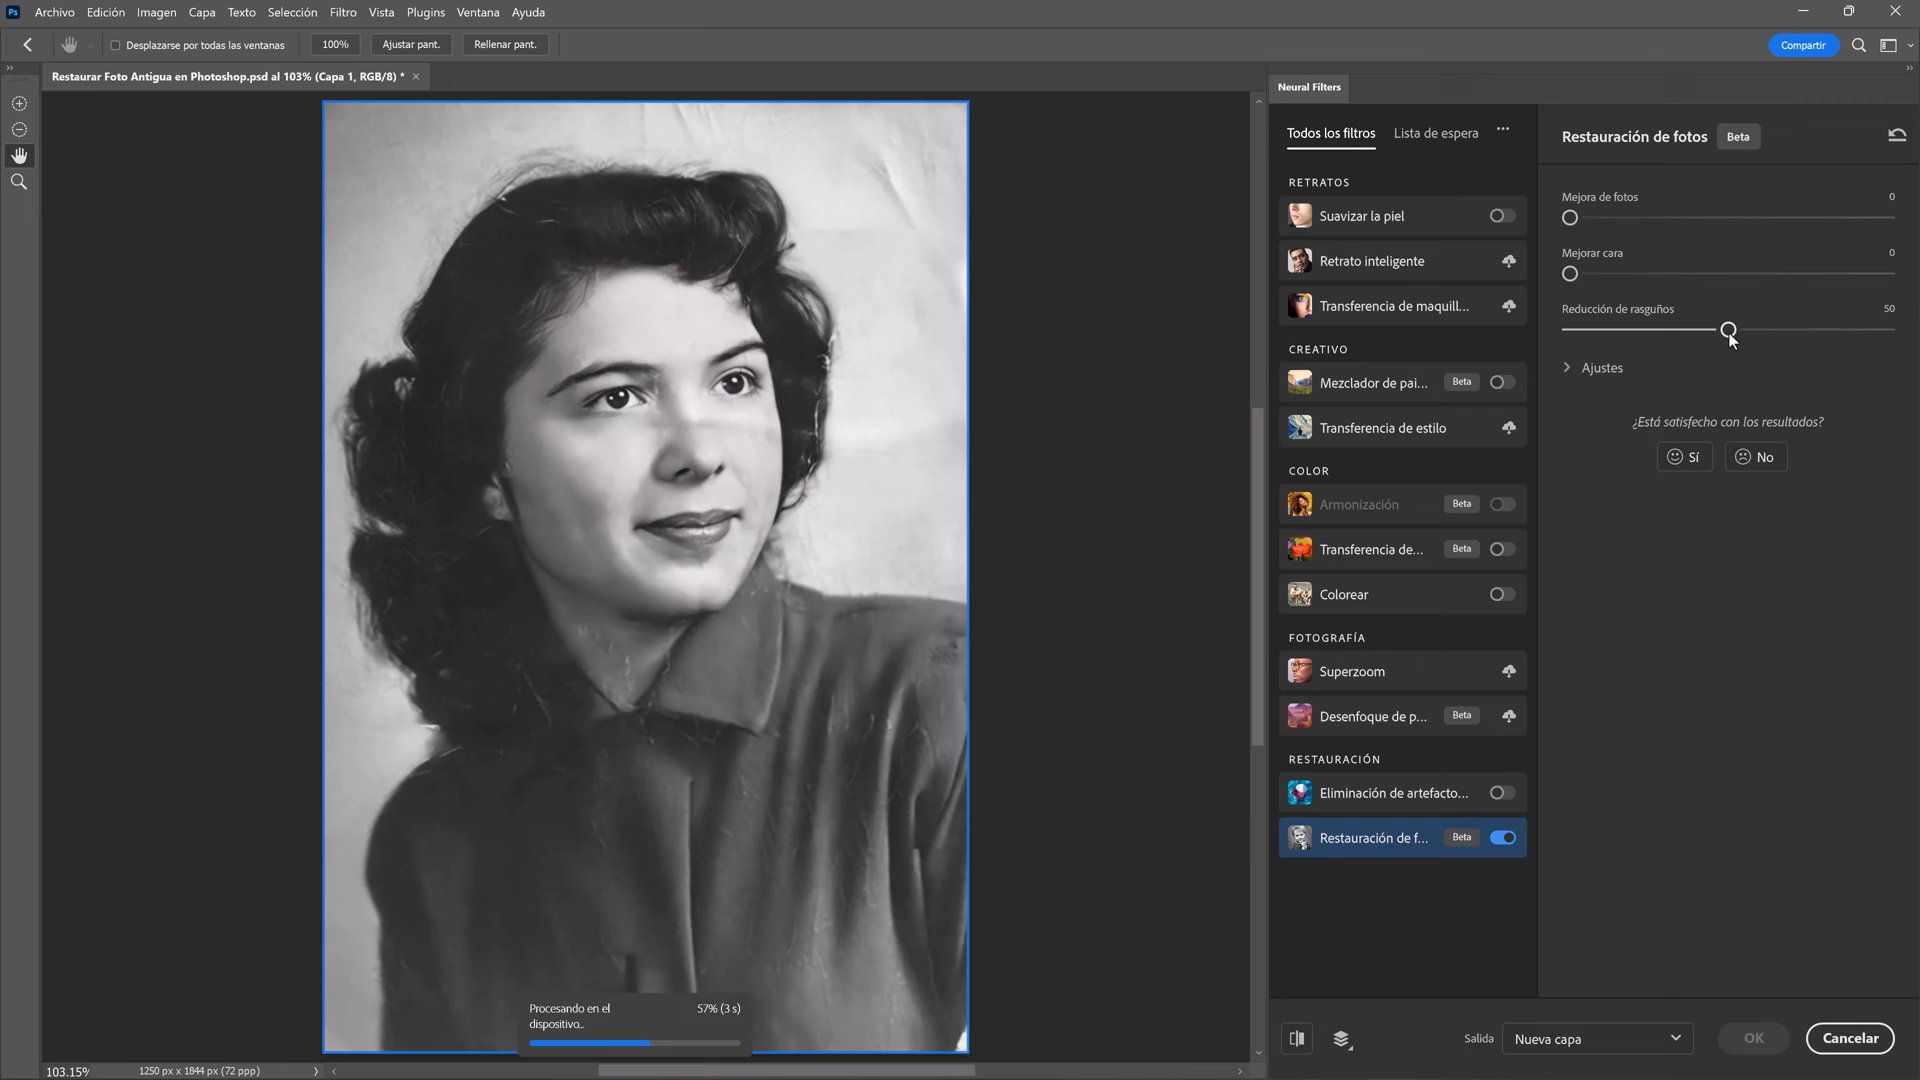 Ps Archivo Edición Imagen Capa Texto Selección Filtro Vista Plugins Ventana Ayuda
Desplazarse por todas las ventanas 100% Ajustar pant. Rellenar pant. Compartir
Restaurar Foto Antigua en Photoshop.psd al 103% (Capa 1, RGB/8) *
Neural Filters
Todos los filtros Lista de espera
RETRATOS
Suavizar la piel
Retrato inteligente
Transferencia de maquill...
CREATIVO
Mezclador de pai... Beta
Transferencia de estilo
COLOR
Armonización Beta
Transferencia de... Beta
Colorear
FOTOGRAFÍA
Superzoom
Desenfoque de p... Beta
RESTAURACIÓN
Eliminación de artefacto...
Restauración de f... Beta
Restauración de fotos Beta
Mejora de fotos 0
Mejorar cara 0
Reducción de rasguños 50
Ajustes
¿Está satisfecho con los resultados?
Sí No
Procesando en el 57% (3 s)
dispositivo...
Salida Nueva capa OK Cancelar
103.15% 1250 px x 1844 px (72 ppp)